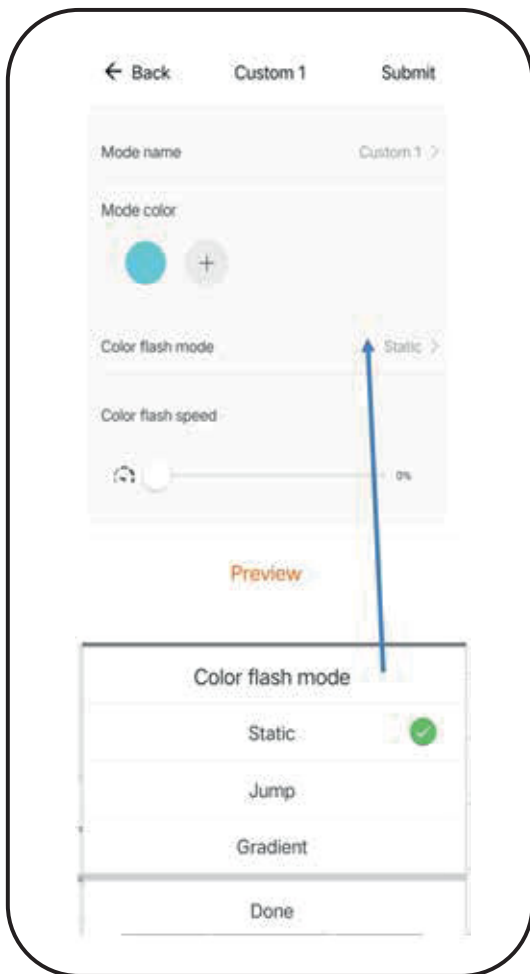 ← Back Custom 1 Submit
Mode name Custom 1 >
Mode color
+
Color flash mode Static >
Color flash speed
0%
Preview
Color flash mode
Static
Jump
Gradient
Done